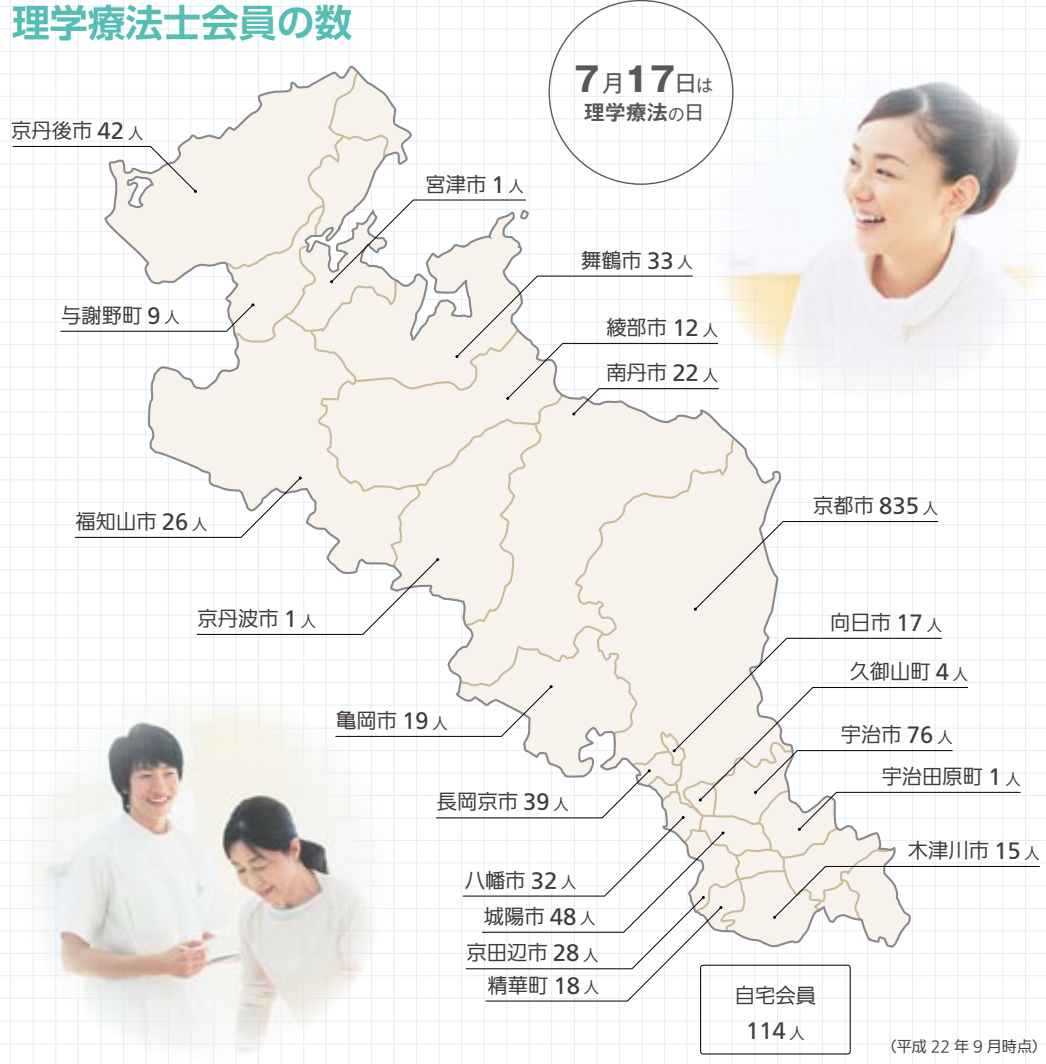 理学療法士会員の数
7月17日は
理学療法の日
京丹後市 42 人
宮津市 1 人
舞鶴市 33 人
与謝野町 9 人
綾部市 12 人
南丹市 22 人
京都市 835 人
福知山市 26 人
京丹波市 1 人
向日市 17 人
久御山町 4 人
亀岡市 19 人
宇治市 76 人
宇治田原町 1 人
長岡京市 39 人
木津川市 15 人
八幡市 32 人
城陽市 48 人
京田辺市 28 人
精華町 18 人
自宅会員
114 人
(平成 22 年 9 月時点)